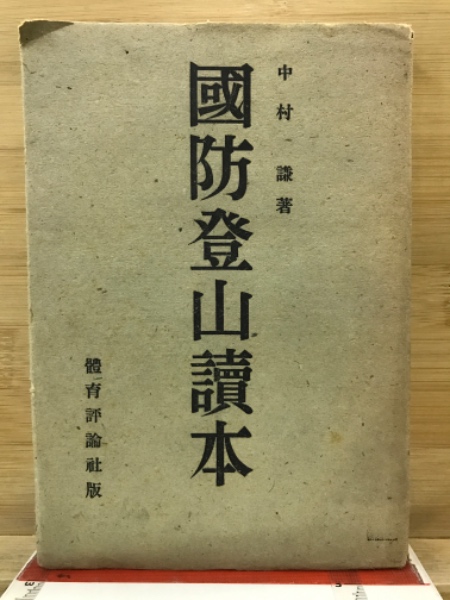 中村 謙著
國防登山讀本
體育評論社版